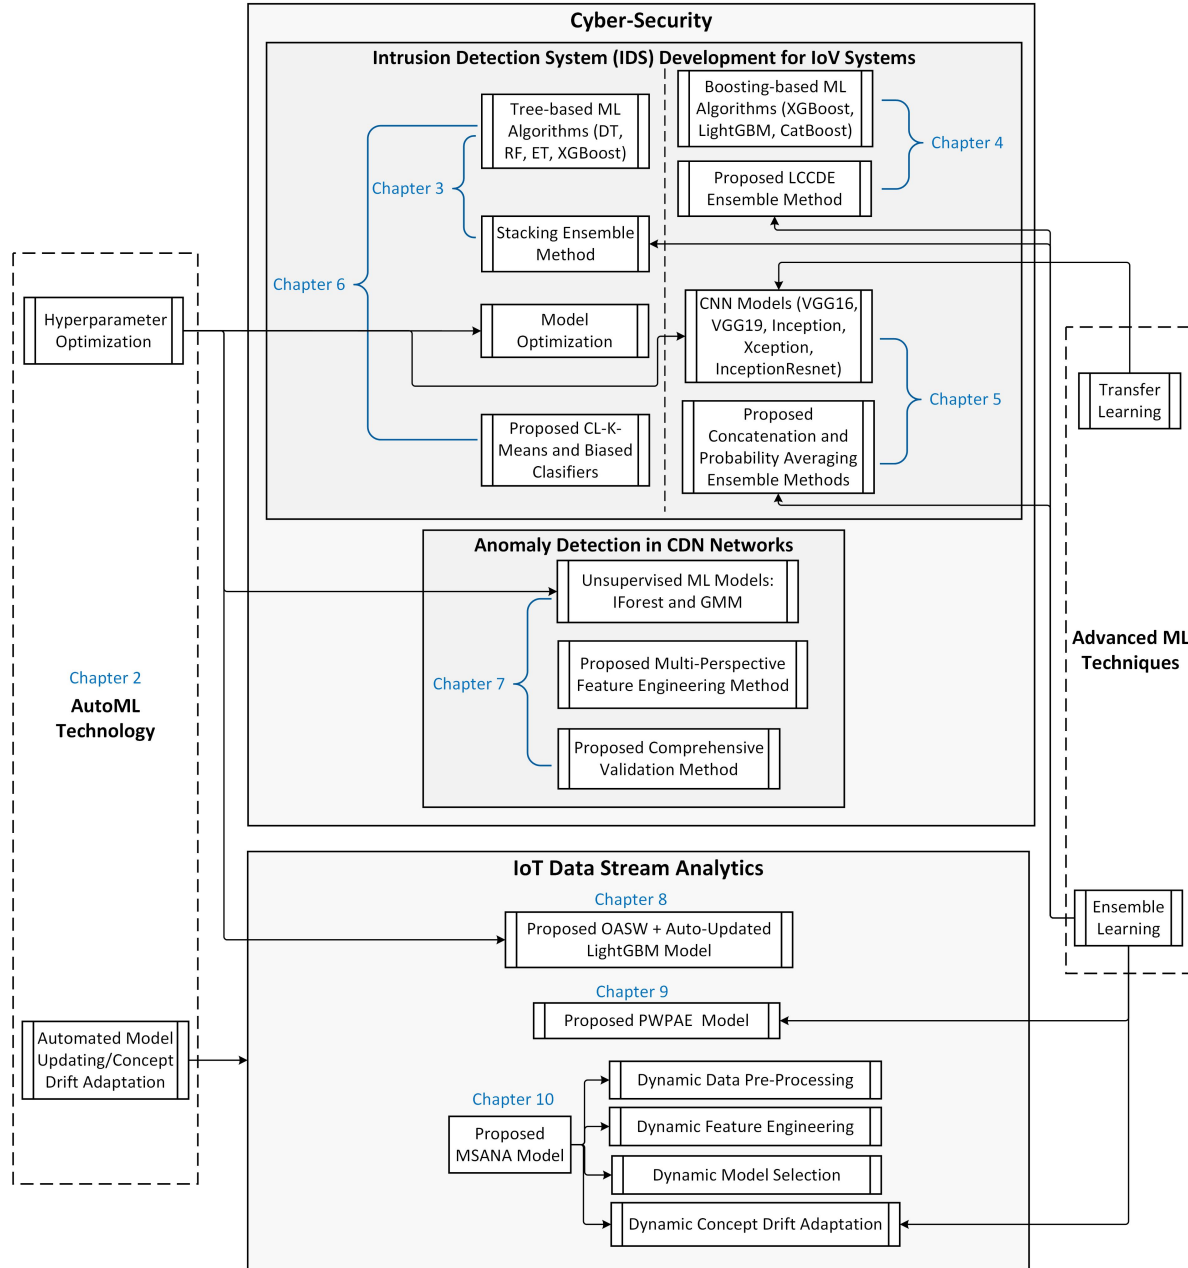 Cyber-Security
Intrusion Detection System (IDS) Development for IoV Systems
Tree-based ML
Algorithms (DT,
RF, ET, XGBoost)
Chapter 3
Stacking Ensemble
Method
Chapter 6
Model
Optimization
Proposed CL-K-
Means and Biased
Clasifiers
Boosting-based ML
Algorithms (XGBoost,
LightGBM, CatBoost)
Chapter 4
Proposed LCCDE
Ensemble Method
CNN Models (VGG16,
VGG19, Inception,
Xception,
InceptionResnet)
Chapter 5
Proposed
Concatenation and
Probability Averaging
Ensemble Methods
Hyperparameter
Optimization
Chapter 2
AutoML
Technology
Automated Model
Updating/Concept
Drift Adaptation
Transfer
Learning
Advanced ML
Techniques
Ensemble
Learning
Anomaly Detection in CDN Networks
Unsupervised ML Models:
IForest and GMM
Chapter 7
Proposed Multi-Perspective
Feature Engineering Method
Proposed Comprehensive
Validation Method
IoT Data Stream Analytics
Chapter 8
Proposed OASW + Auto-Updated
LightGBM Model
Chapter 9
Proposed PWPAE Model
Chapter 10
Proposed
MSANA Model
Dynamic Data Pre-Processing
Dynamic Feature Engineering
Dynamic Model Selection
Dynamic Concept Drift Adaptation